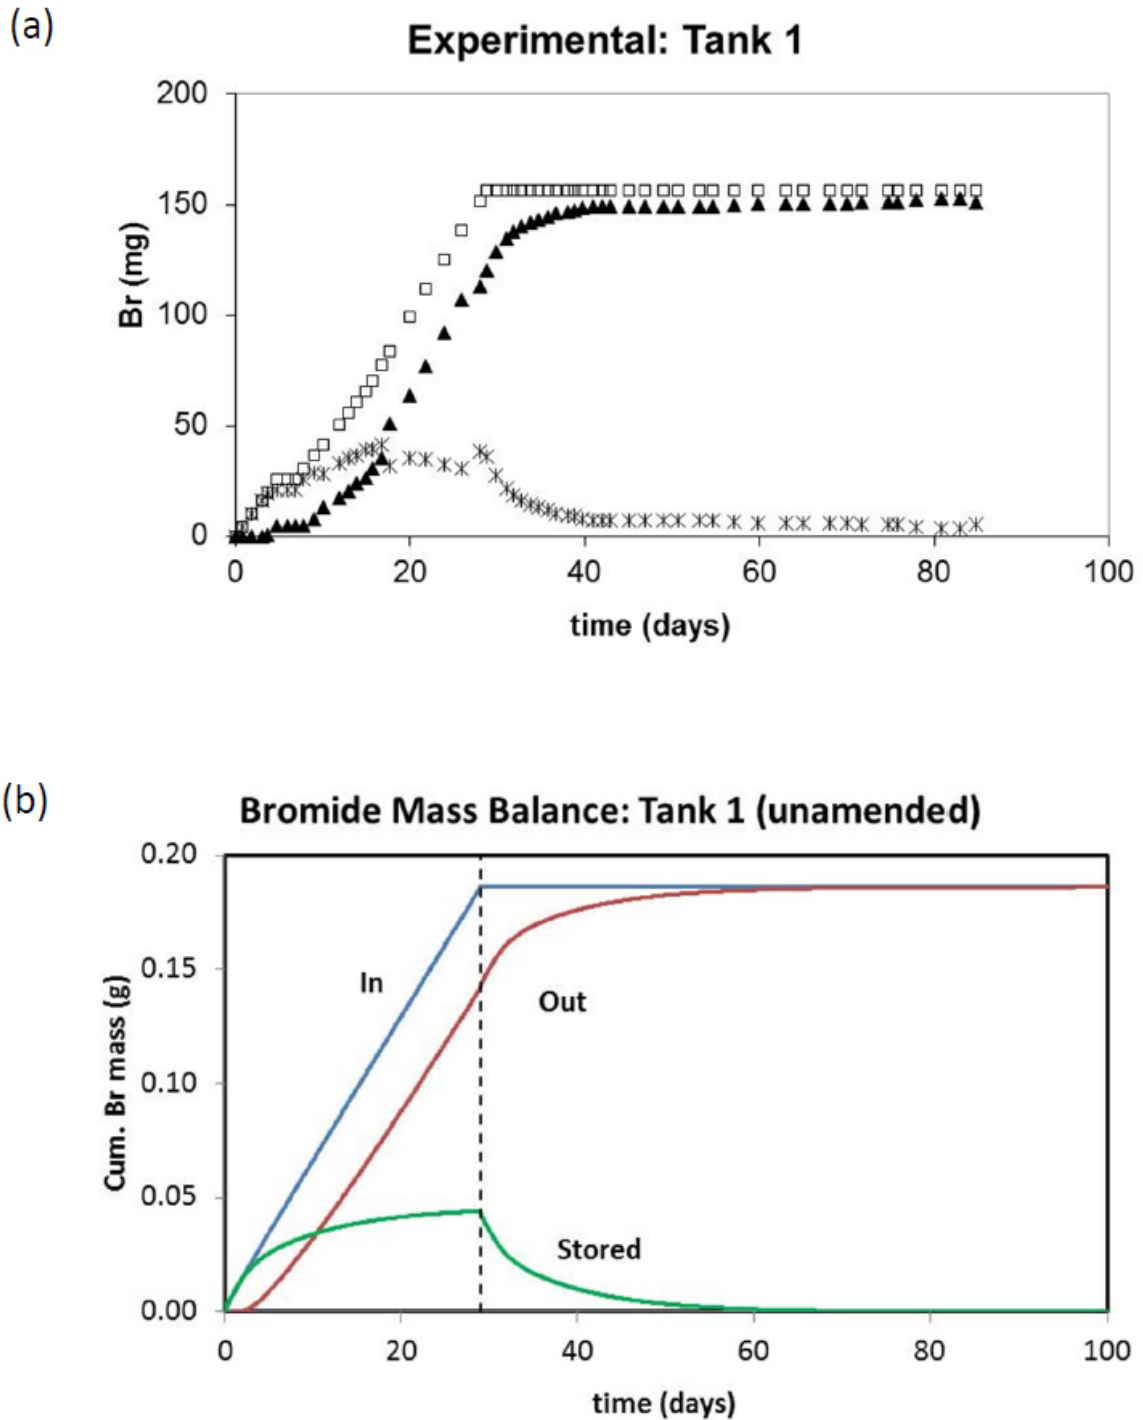 (a)
Experimental: Tank 1
200
150
100
50
0
Br (mg)
0 20 40 60 80 100
time (days)
(b)
Bromide Mass Balance: Tank 1 (unamended)
0.20
0.15
0.10
0.05
0.00
Cum. Br mass (g)
In
Out
Stored
0 20 40 60 80 100
time (days)